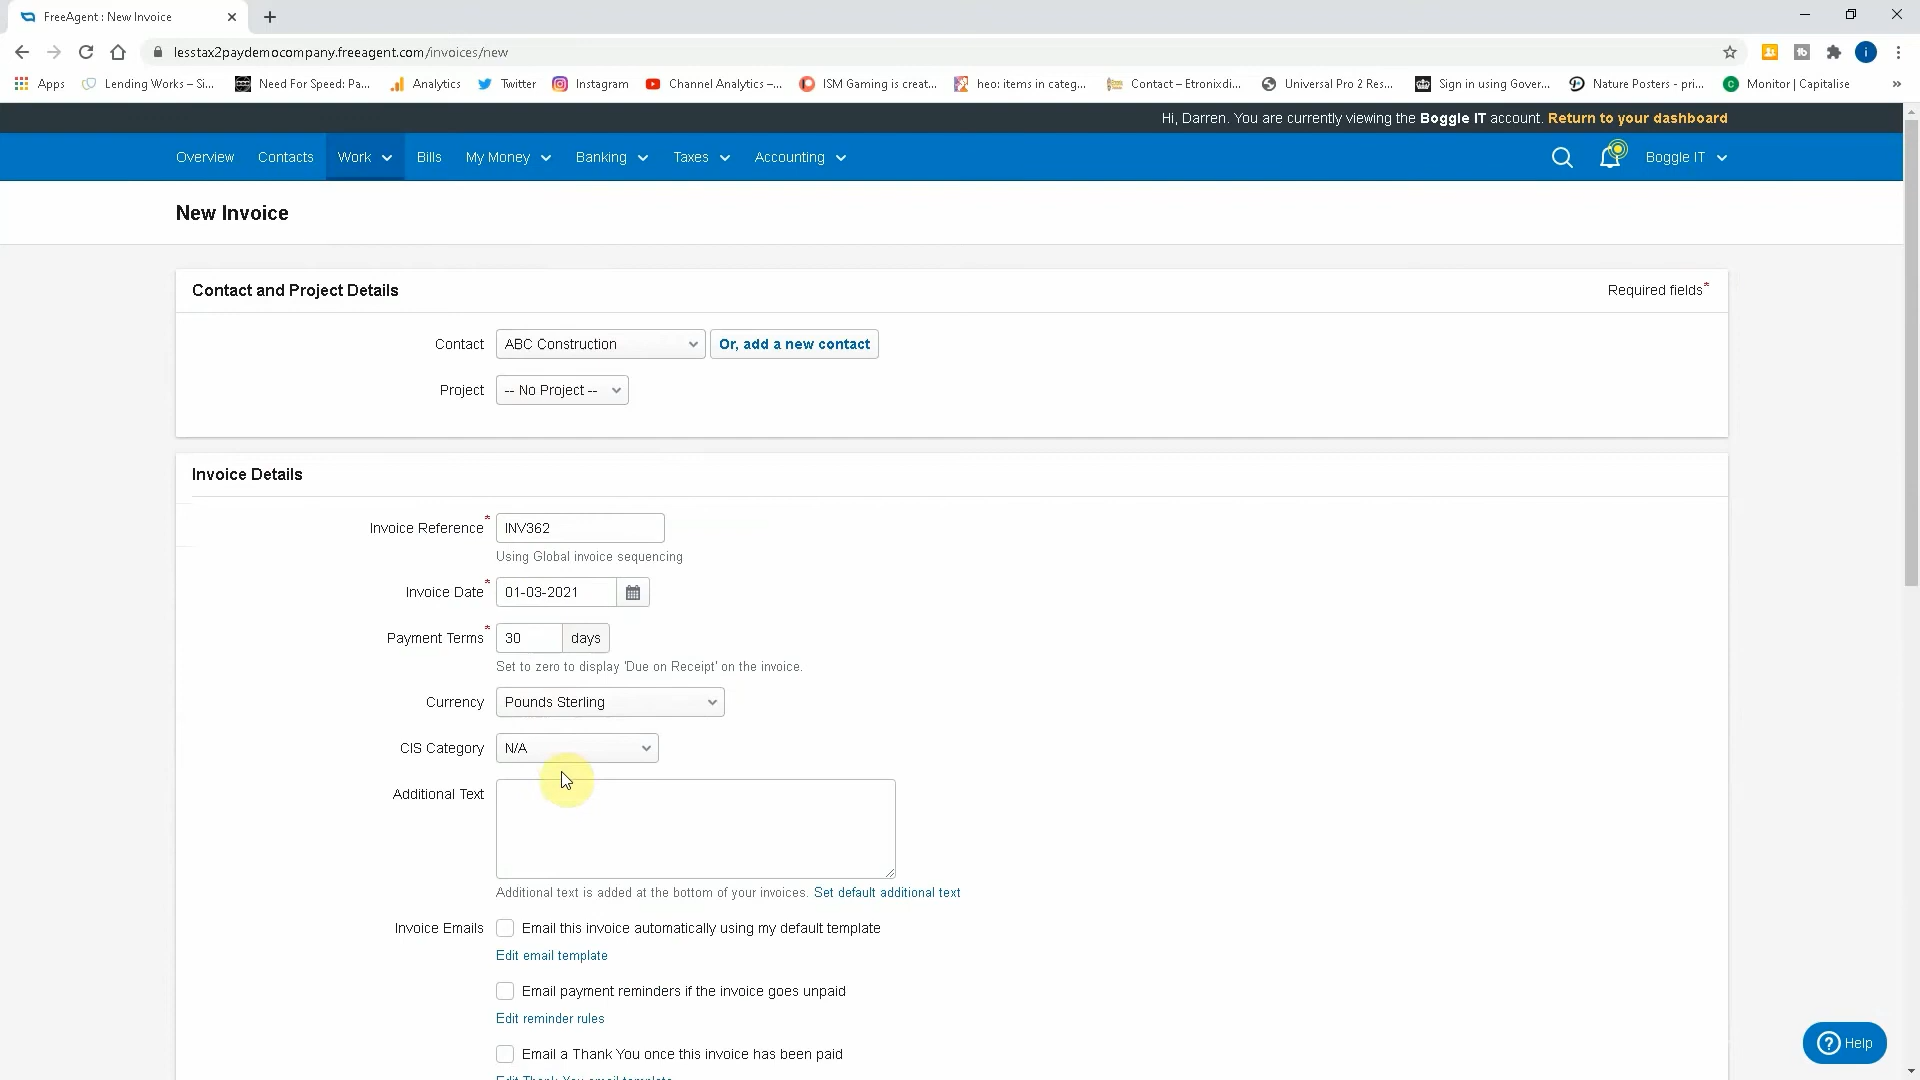 FreeAgent : New Invoice
lesstax2paydemocompany.freeagent.com/invoices/new
Apps Lending Works – Si... Need For Speed: Pa... Analytics Twitter Instagram Channel Analytics –... ISM Gaming is creat... heo: items in categ... Contact – Etronixdi... Universal Pro 2 Res... Sign in using Gover... Nature Posters - pri... Monitor | Capitalise »
Hi, Darren. You are currently viewing the Boggle IT account. Return to your dashboard
Overview Contacts Work Bills My Money Banking Taxes Accounting Boggle IT
New Invoice
Contact and Project Details Required fields*
Contact ABC Construction Or, add a new contact
Project -- No Project --
Invoice Details
Invoice Reference* INV362
Using Global invoice sequencing
Invoice Date* 01-03-2021
Payment Terms* 30 days
Set to zero to display 'Due on Receipt' on the invoice.
Currency Pounds Sterling
CIS Category N/A
Additional Text
Additional text is added at the bottom of your invoices. Set default additional text
Invoice Emails Email this invoice automatically using my default template
Edit email template
Email payment reminders if the invoice goes unpaid
Edit reminder rules
Email a Thank You once this invoice has been paid
Edit Thank You email template
? Help